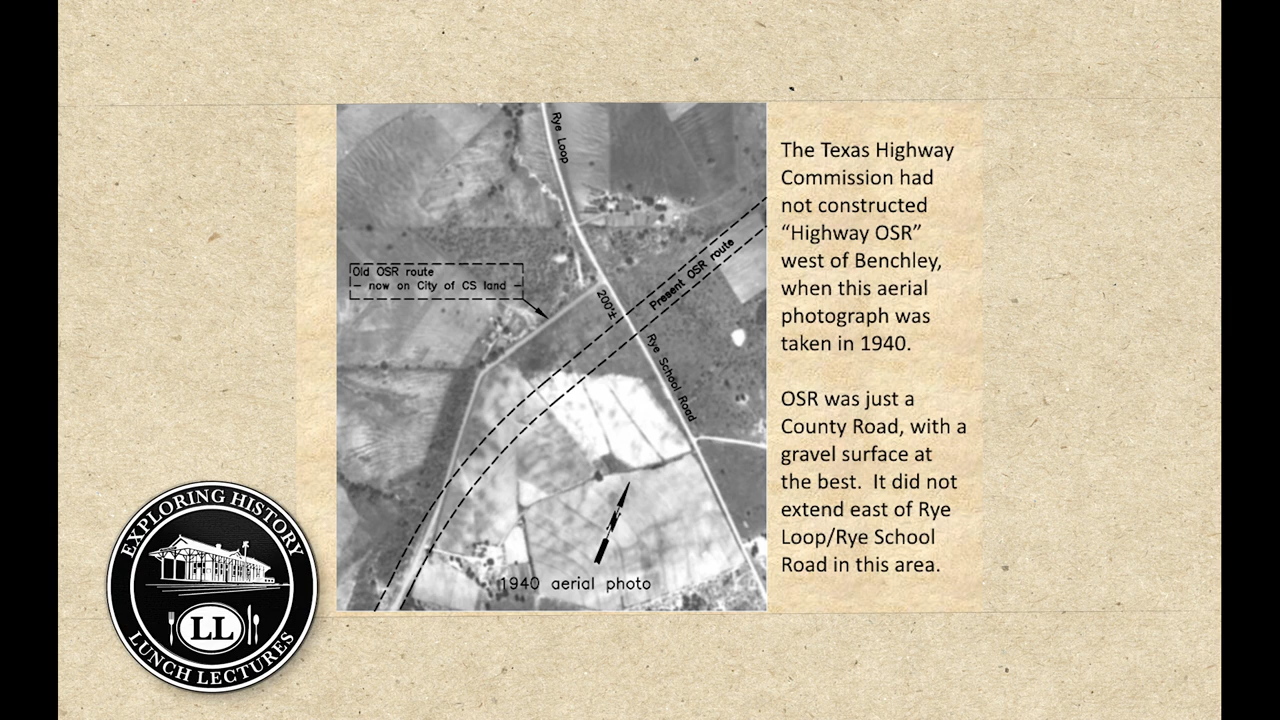 Rye Loop
Old OSR route
– now on City of CS land –
200'±
Present OSR route
Rye School Road
1940 aerial photo
The Texas Highway
Commission had
not constructed
“Highway OSR”
west of Benchley,
when this aerial
photograph was
taken in 1940.
OSR was just a
County Road, with a
gravel surface at
the best.  It did not
extend east of Rye
Loop/Rye School
Road in this area.
EXPLORING HISTORY
LL
LUNCH LECTURES